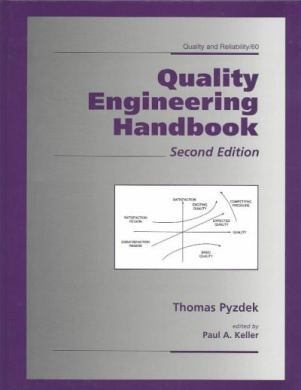 Quality and Reliability/60
Quality
Engineering
Handbook
Second Edition
SATISFACTION
COMPETITIVE
PRESSURE
EXCITING
QUALITY
SATISFACTION
REGION
EXPECTED
QUALITY
QUALITY
DISSATISFACTION
REGION
BASIC
QUALITY
Thomas Pyzdek
edited by
Paul A. Keller